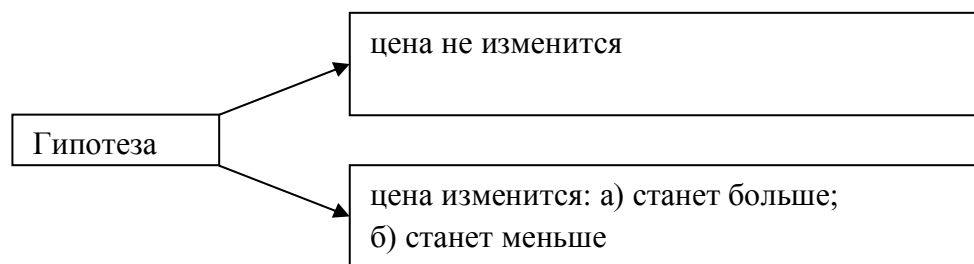 цена не изменится
Гипотеза
цена изменится: а) станет больше;
б) станет меньше